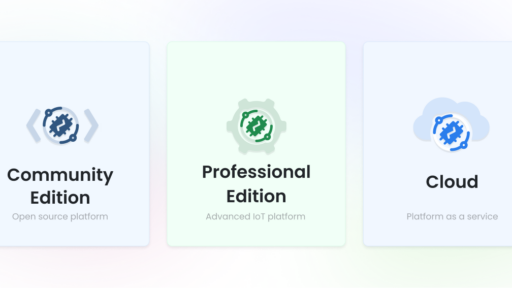 Community
Edition
Open source platform
Professional
Edition
Advanced IoT platform
Cloud
Platform as a service